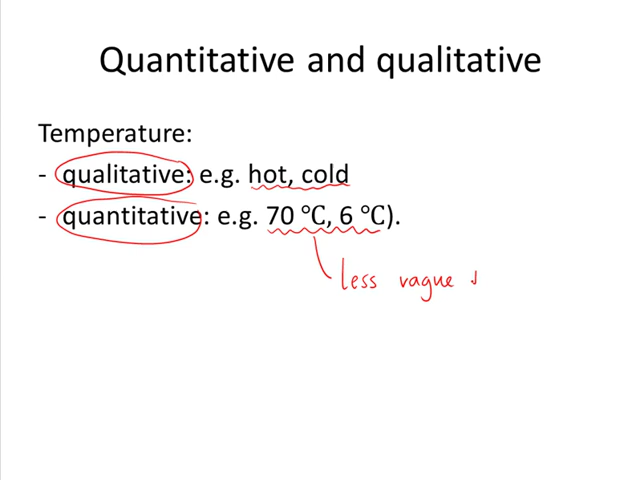 Quantitative and qualitative
Temperature:
- qualitative: e.g. hot, cold
- quantitative: e.g. 70 °C, 6 °C).
less vague